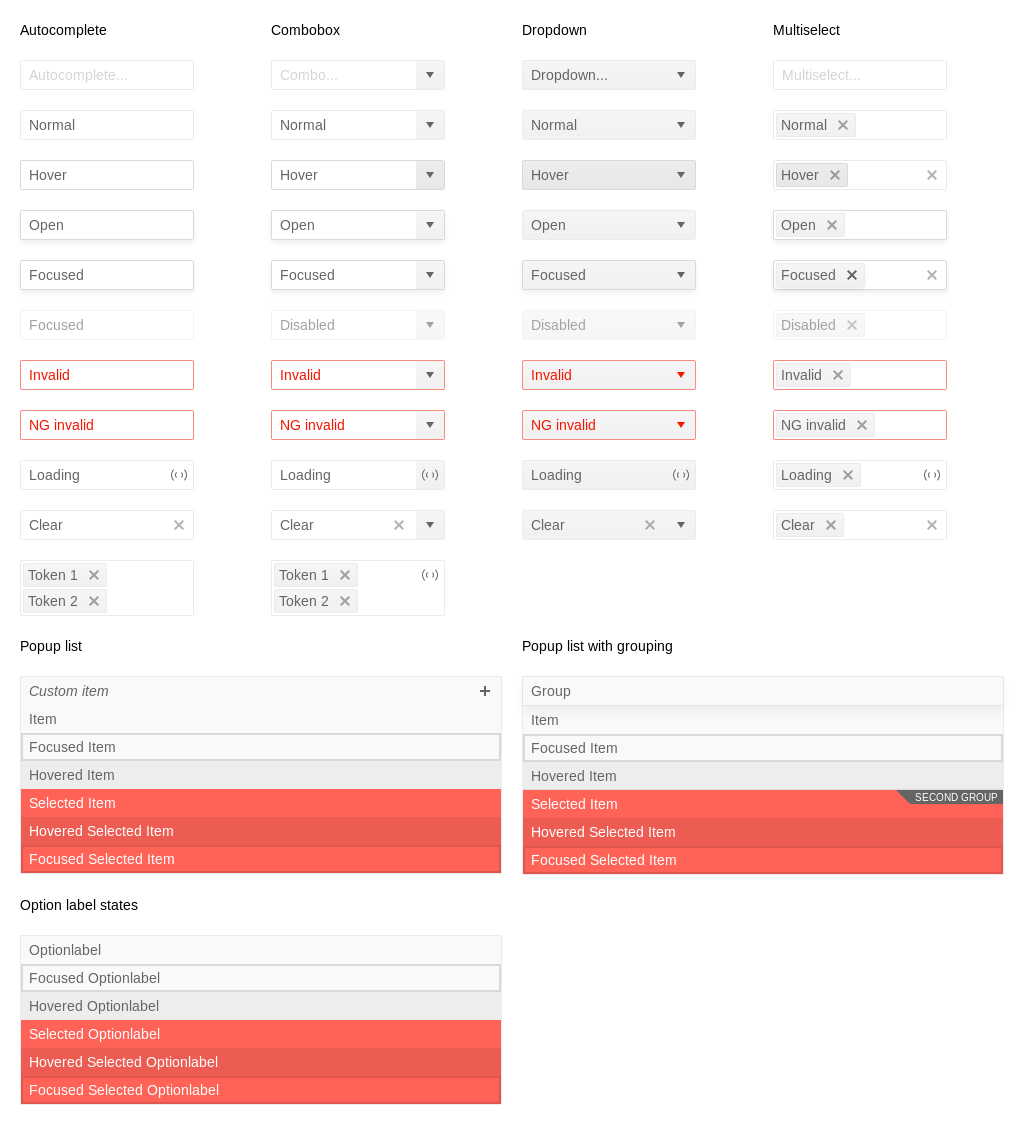 Autocomplete Combobox Dropdown Multiselect
Autocomplete... Combo... Dropdown... Multiselect...
Normal Normal Normal Normal
Hover Hover Hover Hover
Open Open Open Open
Focused Focused Focused Focused
Focused Disabled Disabled Disabled
Invalid Invalid Invalid Invalid
NG invalid NG invalid NG invalid NG invalid
Loading Loading Loading Loading
Clear Clear Clear Clear
Token 1 Token 1
Token 2 Token 2
Popup list
Custom item
Item
Focused Item
Hovered Item
Selected Item
Hovered Selected Item
Focused Selected Item
Popup list with grouping
Group
Item
Focused Item
Hovered Item
Selected Item SECOND GROUP
Hovered Selected Item
Focused Selected Item
Option label states
Optionlabel
Focused Optionlabel
Hovered Optionlabel
Selected Optionlabel
Hovered Selected Optionlabel
Focused Selected Optionlabel